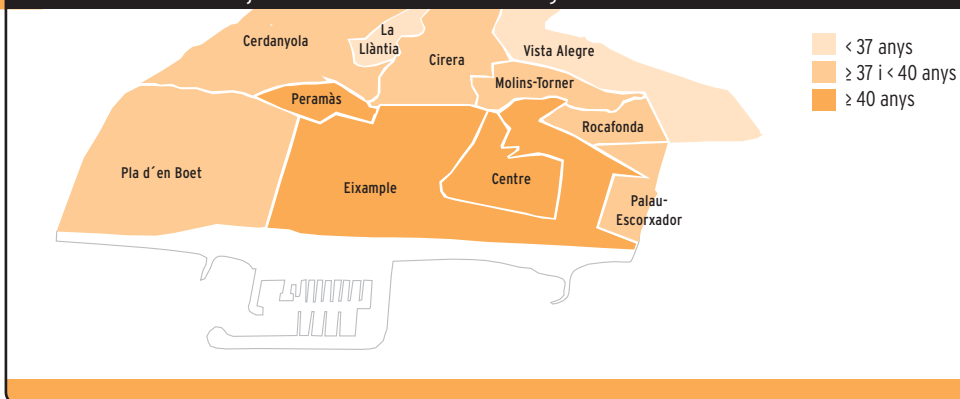 La
Llàntia
Cerdanyola
Cirera
Vista Alegre
Molins-Torner
Peramàs
Rocafonda
Pla d´en Boet
Eixample
Centre
Palau-
Escorxador
< 37 anys
≥ 37 i < 40 anys
≥ 40 anys